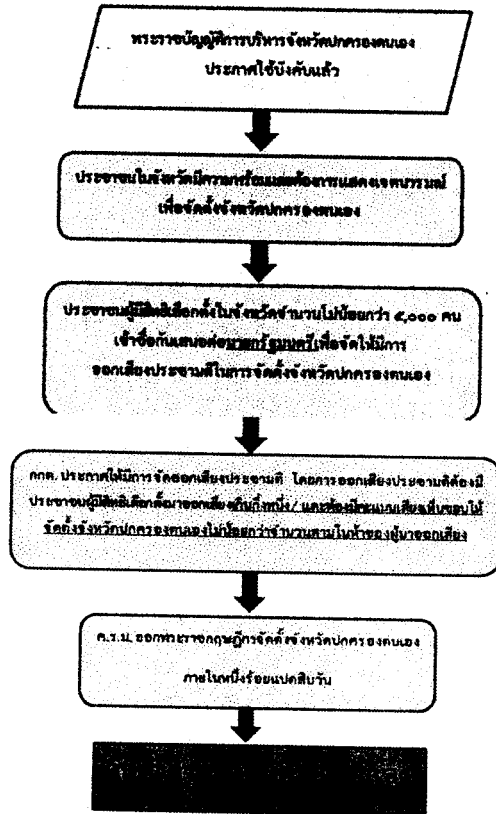 พระราชบัญญัติการบริหารจังหวัดปกครองตนเอง
ประกาศใช้บังคับแล้ว
ประชาชนในจังหวัดมีความพร้อมและต้องการแสดงเจตนารมณ์
เพื่อจัดตั้งจังหวัดปกครองตนเอง
ประชาชนผู้มีสิทธิเลือกตั้งในจังหวัดจำนวนไม่น้อยกว่า ๕,๐๐๐ คน
เข้าชื่อกันเสนอต่อนายกรัฐมนตรีเพื่อจัดให้มีการ
ออกเสียงประชามติในการจัดตั้งจังหวัดปกครองตนเอง
กกต. ประกาศให้มีการจัดออกเสียงประชามติ โดยการออกเสียงประชามติต้องมี
ประชาชนผู้มีสิทธิเลือกตั้งมาออกเสียงเกินกึ่งหนึ่ง/ และต้องมีคะแนนเสียงเห็นชอบให้
จัดตั้งจังหวัดปกครองตนเองไม่น้อยกว่าจำนวนสามในห้าของผู้มาออกเสียง
ค.ร.ม. ออกพระราชกฤษฎีการจัดตั้งจังหวัดปกครองตนเอง
ภายในหนึ่งร้อยแปดสิบวัน